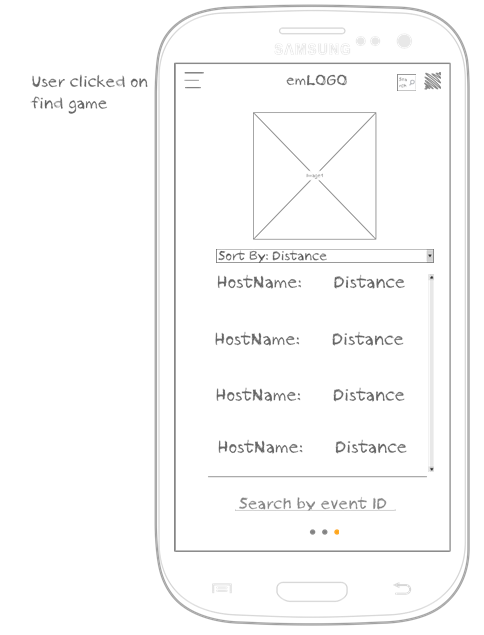 SAMSUNG
User clicked on
find game
emLOGO
Sort By: Distance
HostName: Distance
HostName: Distance
HostName: Distance
HostName: Distance
Search by event ID